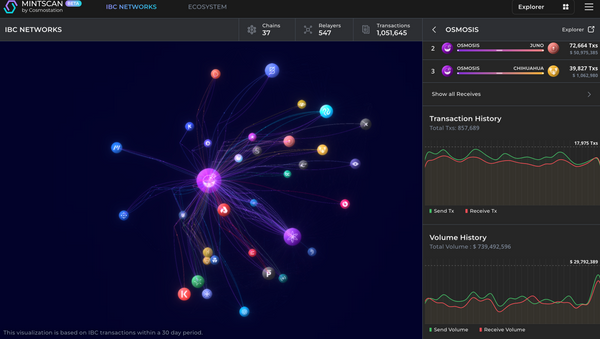 MINTSCAN BETA
by Cosmostation
IBC NETWORKS
ECOSYSTEM
Explorer
IBC NETWORKS
Chains
37
Relayers
547
Transactions
1,051,645
OSMOSIS
Explorer
2 OSMOSIS JUNO 72,664 Txs
3 OSMOSIS CHIHUAHUA 39,827 Txs
$ 1,062,985
Show all Receives
Transaction History
Total Txs: 857,689
17,975 Txs
Send Tx
Receive Tx
Volume History
Total Volume : $ 739,492,596
$ 29,792,389
Send Volume
Receive Volume
This visualization is based on IBC transactions within a 30 day period.